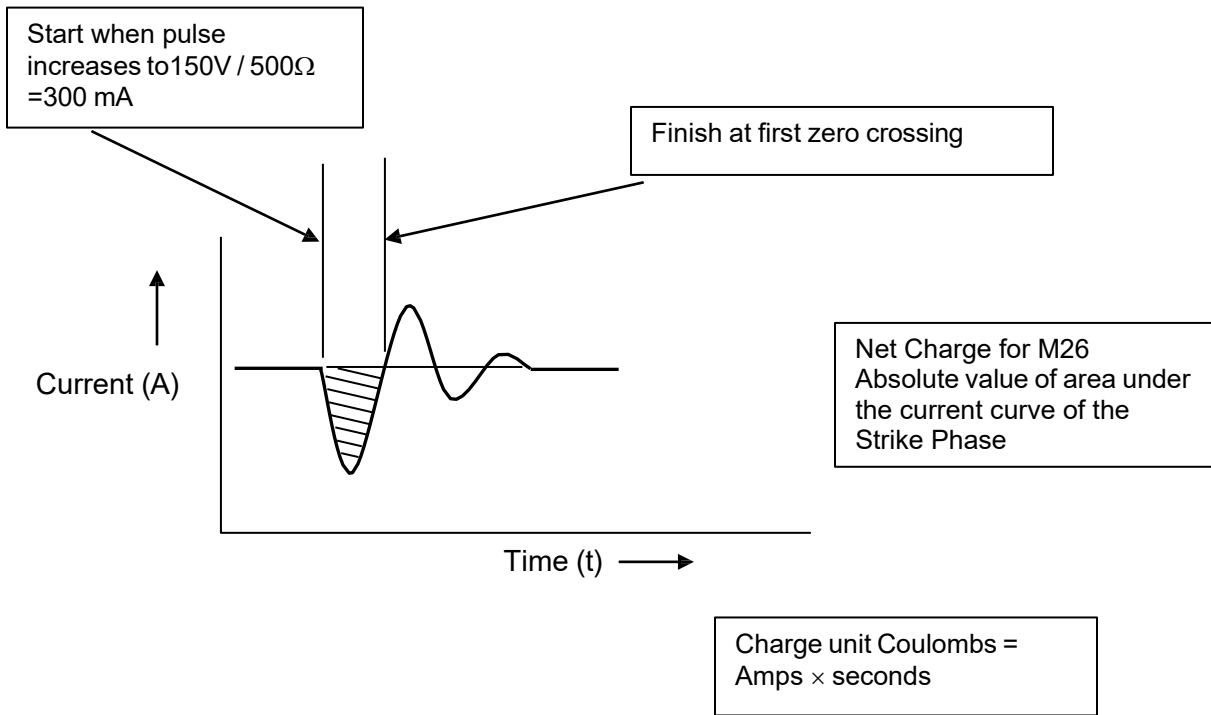 Start when pulse
increases to150V / 500Ω
=300 mA
Finish at first zero crossing
Current (A)
Net Charge for M26
Absolute value of area under
the current curve of the
Strike Phase
Time (t)
Charge unit Coulombs =
Amps × seconds